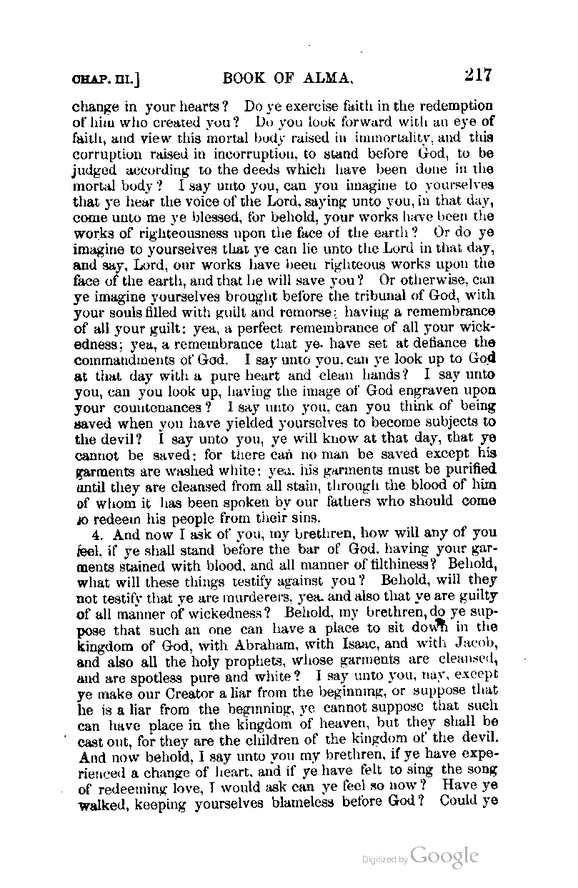 CHAP. III.] BOOK OF ALMA. 217
change in your hearts? Do ye exercise faith in the redemption
of him who created you? Do you look forward with an eye of
faith, and view this mortal body raised in immortality, and this
corruption raised in incorruption, to stand before God, to be
judged according to the deeds which have been done in the
mortal body? I say unto you, can you imagine to yourselves
that ye hear the voice of the Lord, saying unto you, in that day,
come unto me ye blessed, for behold, your works have been the
works of righteousness upon the face of the earth? Or do ye
imagine to yourselves that ye can lie unto the Lord in that day,
and say, Lord, our works have been righteous works upon the
face of the earth, and that he will save you? Or otherwise, can
ye imagine yourselves brought before the tribunal of God, with
your souls filled with guilt and remorse; having a remembrance
of all your guilt: yea, a perfect remembrance of all your wick-
edness; yea, a remembrance that ye have set at defiance the
commandments of God. I say unto you, can ye look up to God
at that day with a pure heart and clean hands? I say unto
you, can you look up, having the image of God engraven upon
your countenances? I say unto you, can you think of being
saved when you have yielded yourselves to become subjects to
the devil? I say unto you, ye will know at that day, that ye
cannot be saved: for there can no man be saved except his
garments are washed white: yea, his garments must be purified
until they are cleansed from all stain, through the blood of him
of whom it has been spoken by our fathers who should come
to redeem his people from their sins.
4. And now I ask of you, my brethren, how will any of you
feel, if ye shall stand before the bar of God, having your gar-
ments stained with blood, and all manner of filthiness? Behold,
what will these things testify against you? Behold, will they
not testify that ye are murderers, yea, and also that ye are guilty
of all manner of wickedness? Behold, my brethren, do ye sup-
pose that such an one can have a place to sit down in the
kingdom of God, with Abraham, with Isaac, and with Jacob,
and also all the holy prophets, whose garments are cleansed,
and are spotless pure and white? I say unto you, nay, except
ye make our Creator a liar from the beginning, or suppose that
he is a liar from the beginning, ye cannot suppose that such
can have place in the kingdom of heaven, but they shall be
cast out, for they are the children of the kingdom of the devil.
And now behold, I say unto you my brethren, if ye have expe-
rienced a change of heart, and if ye have felt to sing the song
of redeeming love, I would ask can ye feel so now? Have ye
walked, keeping yourselves blameless before God? Could ye
Digitized by Google